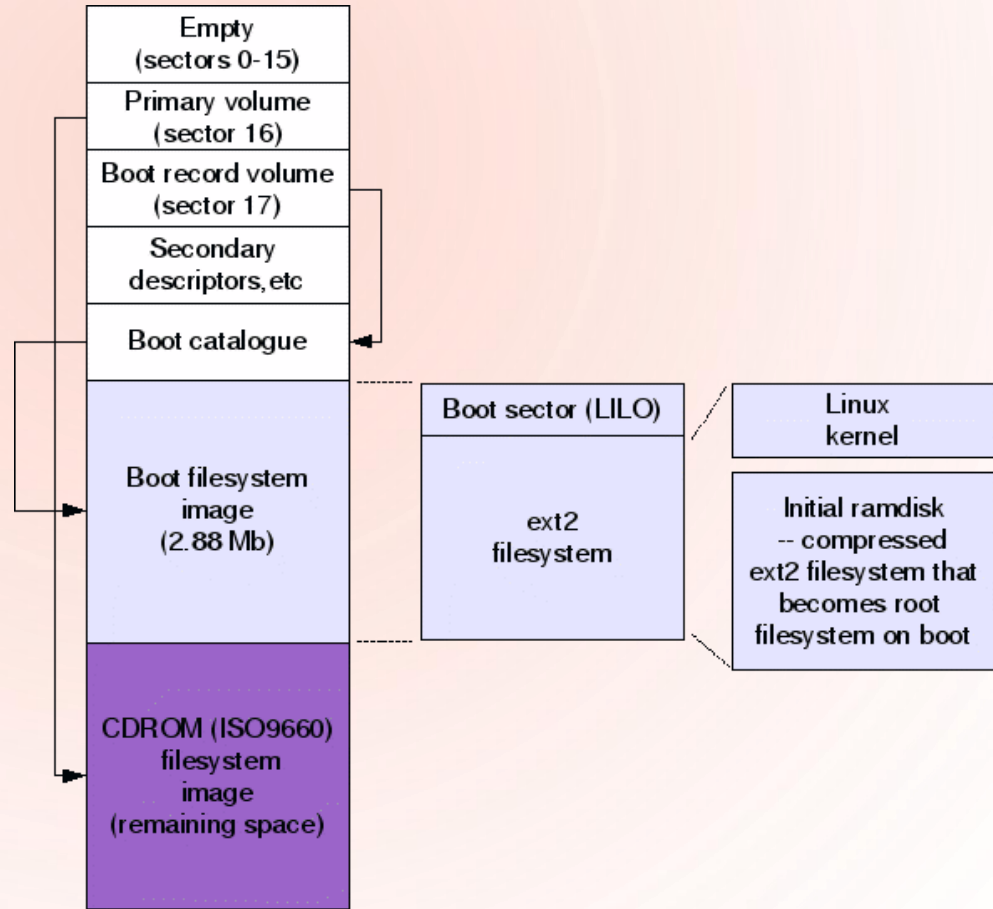 Empty
(sectors 0-15)
Primary volume
(sector 16)
Boot record volume
(sector 17)
Secondary
descriptors,etc
Boot catalogue
Boot filesystem
image
(2.88 Mb)
CDROM (ISO9660)
filesystem
image
(remaining space)
Boot sector (LILO)
ext2
filesystem
Linux
kernel
Initial ramdisk
-- compressed
ext2 filesystem that
becomes root
filesystem on boot